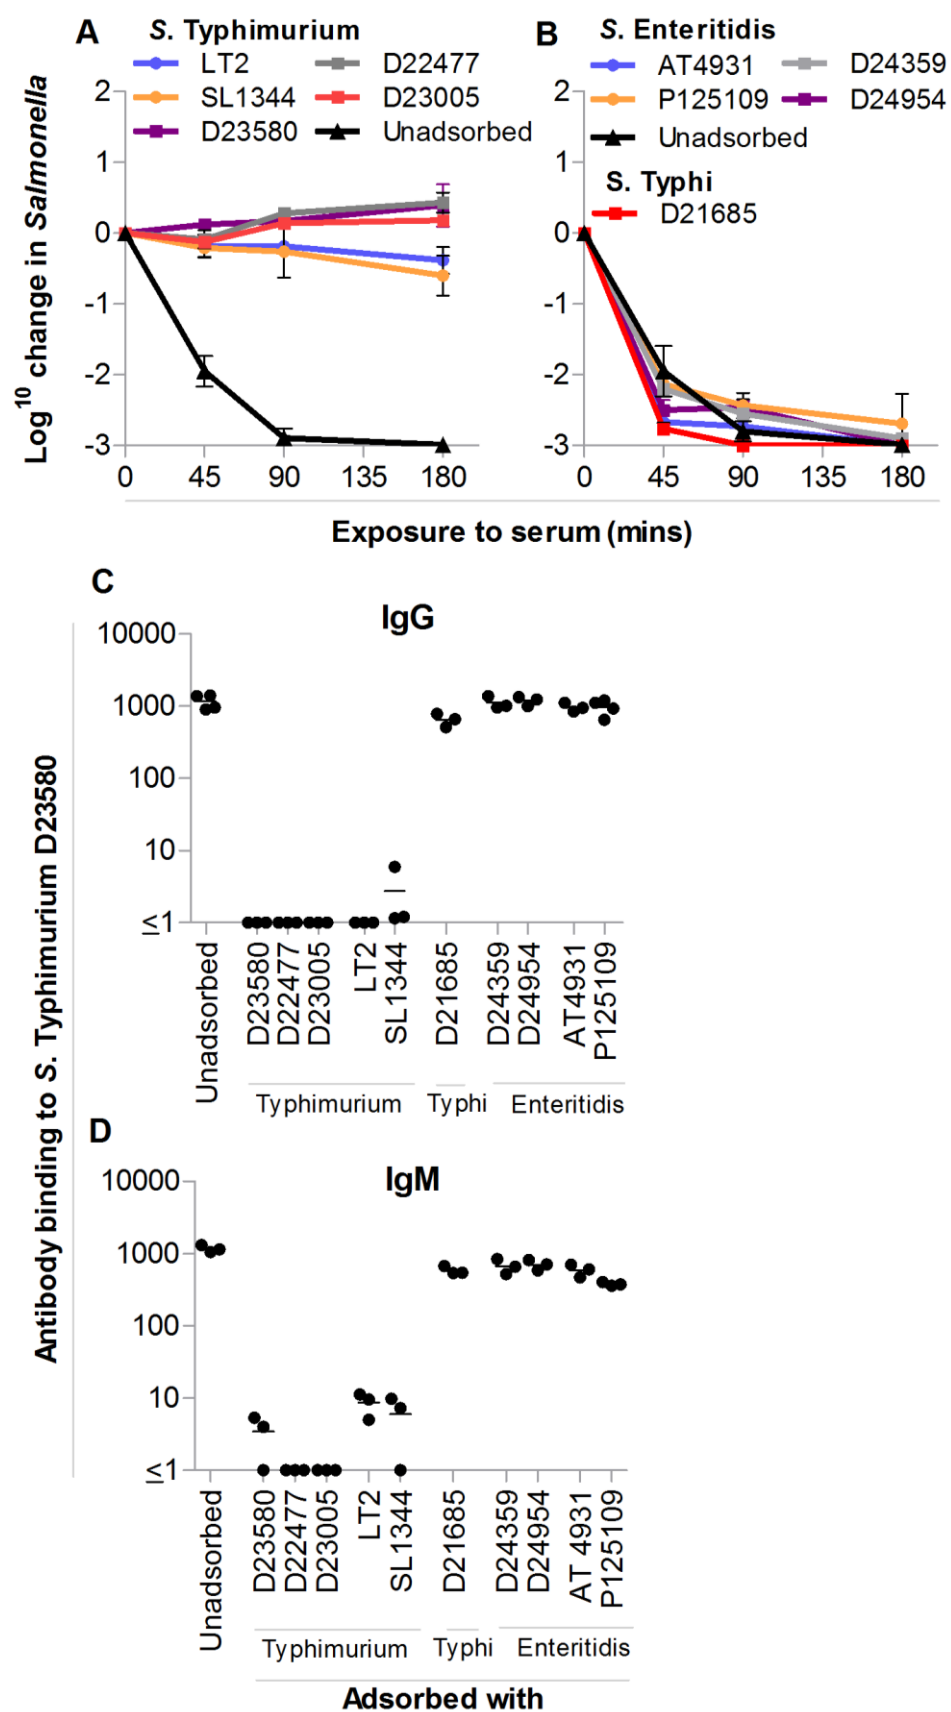 A
S. Typhimurium
LT2
D22477
SL1344
D23005
D23580
Unadsorbed
B
S. Enteritidis
AT4931
D24359
P125109
D24954
Unadsorbed
S. Typhi
D21685
Log10 change in Salmonella
2
1
0
-1
-2
-3
0 45 90 135 180
2
1
0
-1
-2
-3
0 45 90 135 180
Exposure to serum (mins)
Antibody binding to S. Typhimurium D23580
C
IgG
10000
1000
100
10
≤1
Unadsorbed
D23580
D22477
D23005
LT2
SL1344
D21685
D24359
D24954
AT4931
P125109
Typhimurium
Typhi
Enteritidis
D
IgM
10000
1000
100
10
≤1
Unadsorbed
D23580
D22477
D23005
LT2
SL1344
D21685
D24359
D24954
AT 4931
P125109
Typhimurium
Typhi
Enteritidis
Adsorbed with